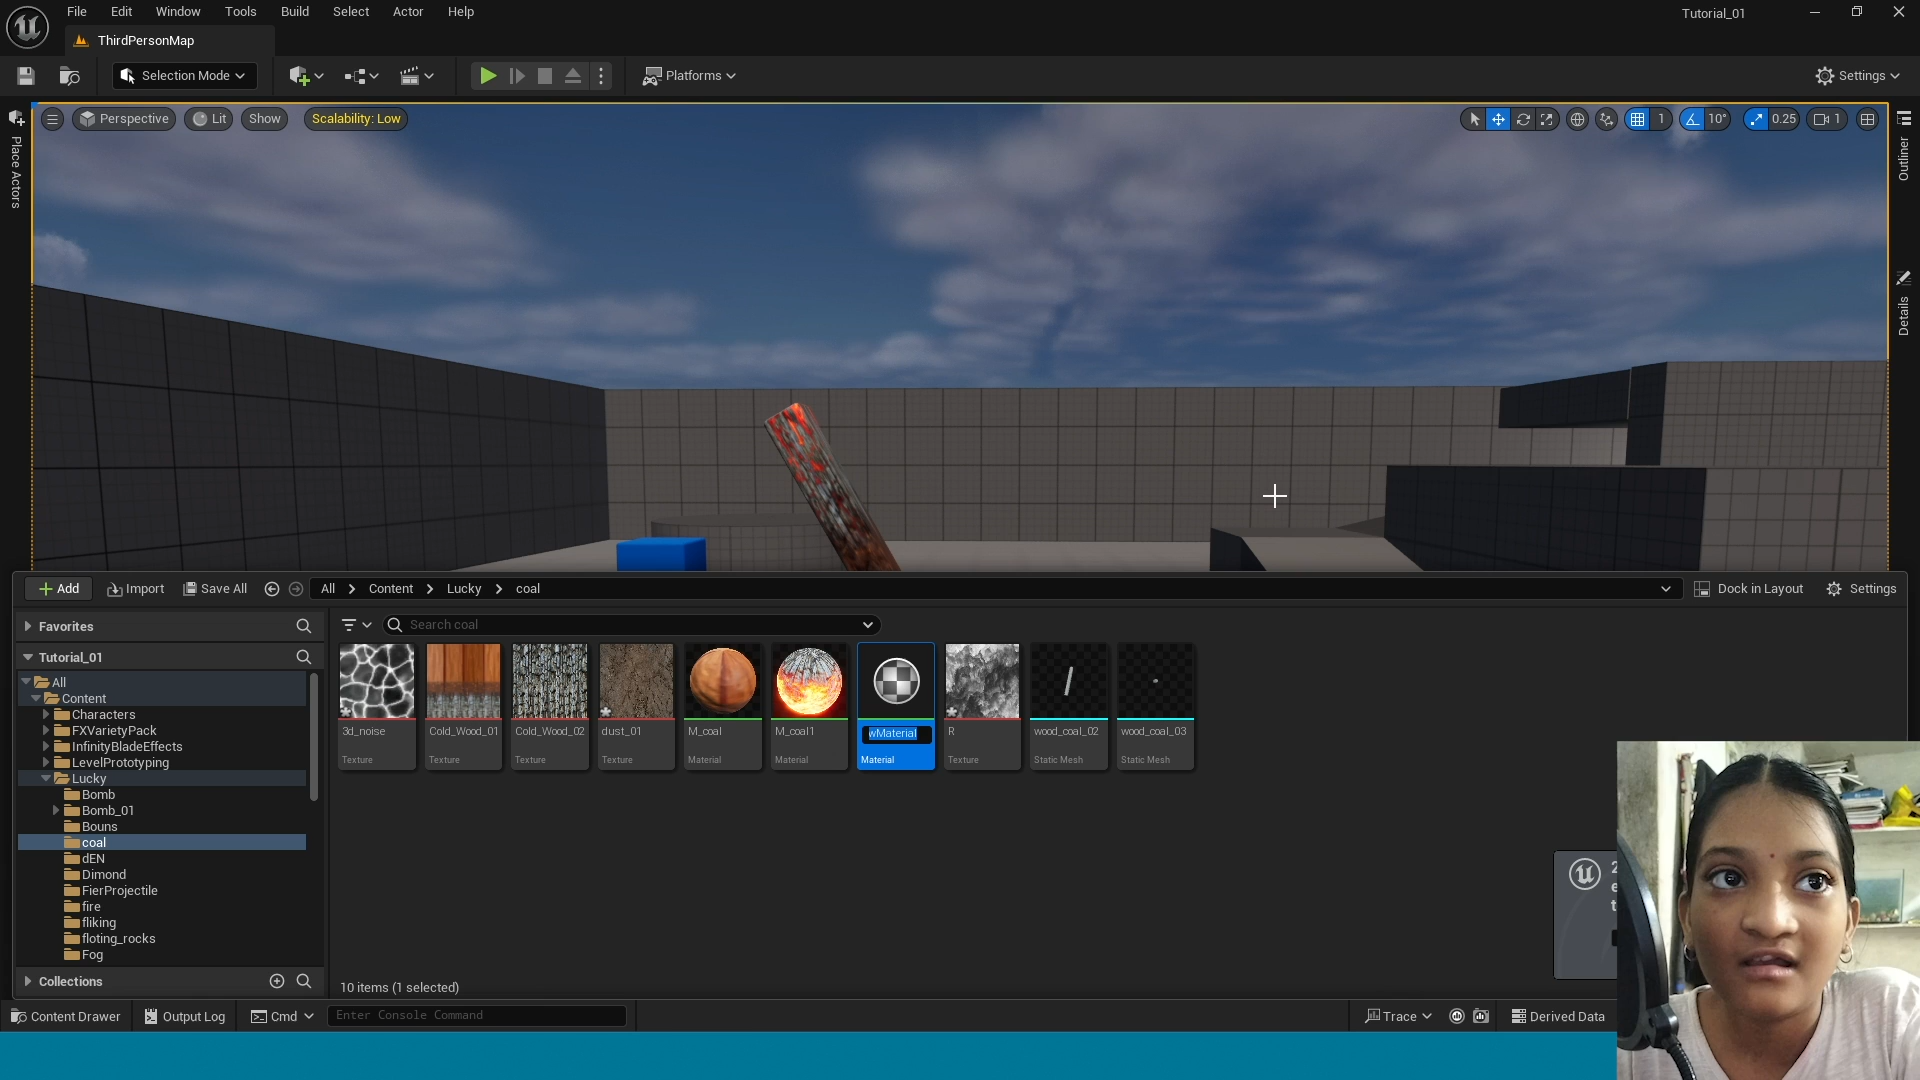 File Edit Window Tools Build Select Actor Help
Tutorial_01
ThirdPersonMap
Selection Mode
Platforms
Settings
Perspective Lit Show Scalability: Low
1 10° 0.25 1
Place Actors
Outliner
Details
Add Import Save All All Content Lucky coal Dock in Layout Settings
Favorites
Search coal
Tutorial_01
All
Content
Characters
FXVarietyPack
InfinityBladeEffects
LevelPrototyping
Lucky
Bomb
Bomb_01
Bouns
coal
dEN
Dimond
FierProjectile
fire
fliking
floting_rocks
Fog
Collections
3d_noise
Texture
Cold_Wood_01
Texture
Cold_Wood_02
Texture
dust_01
Texture
M_coal
Material
M_coal1
Material
wMaterial
Material
R
Texture
wood_coal_02
Static Mesh
wood_coal_03
Static Mesh
10 items (1 selected)
Content Drawer Output Log Cmd Enter Console Command Trace Derived Data